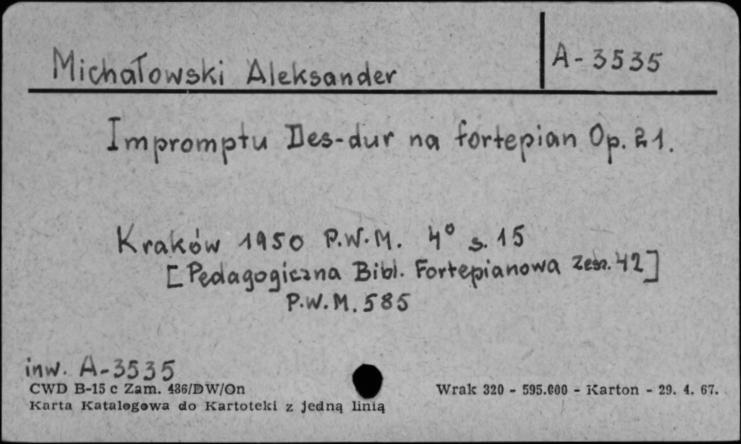 Michałowski Aleksander
A-3535
Impromptu Des-dur na fortepian Op. 21.
Kraków 1950 P.W.M. 4° s. 15
[Pedagogiczna Bibl. Fortepianowa Zesz. 42]
P.W.M. 585
inw. A-3535
CWD B-15 c Zam. 486/DW/On
Wrak 320 - 595.000 - Karton - 29. 4. 67.
Karta Katalogowa do Kartoteki z jedną linią